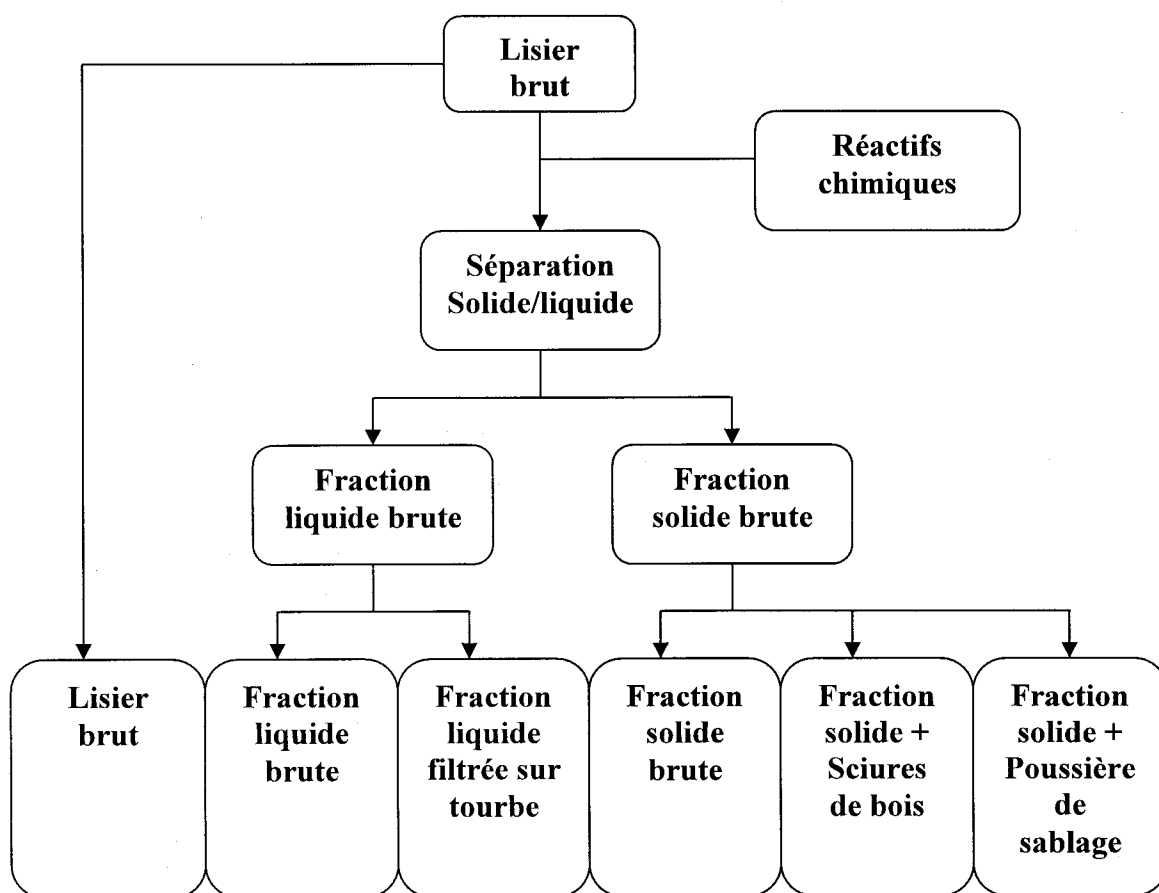 Lisier
brut
Réactifs
chimiques
Séparation
Solide/liquide
Fraction
liquide brute
Fraction
solide brute
Lisier
brut
Fraction
liquide
brute
Fraction
liquide
filtrée sur
tourbe
Fraction
solide
brute
Fraction
solide +
Sciures
de bois
Fraction
solide +
Poussière
de
sablage